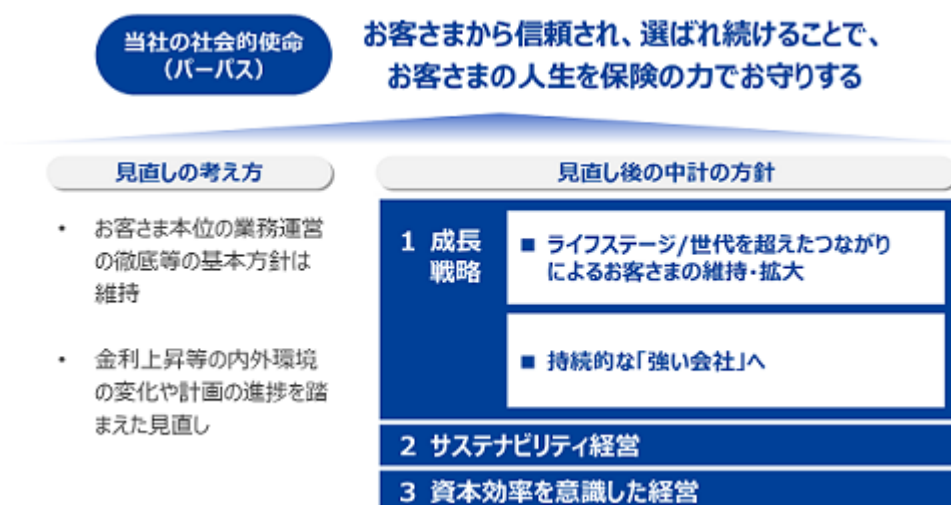 当社の社会的使命
（パーパス）
お客さまから信頼され、選ばれ続けることで、
お客さまの人生を保険の力でお守りする
見直しの考え方
・ お客さま本位の業務運営
の徹底等の基本方針は
維持
・ 金利上昇等の内外環境
の変化や計画の進捗を踏
まえた見直し
見直し後の中計の方針
1 成長
戦略
■ ライフステージ/世代を超えたつながり
によるお客さまの維持・拡大
■ 持続的な「強い会社」へ
2 サステナビリティ経営
3 資本効率を意識した経営